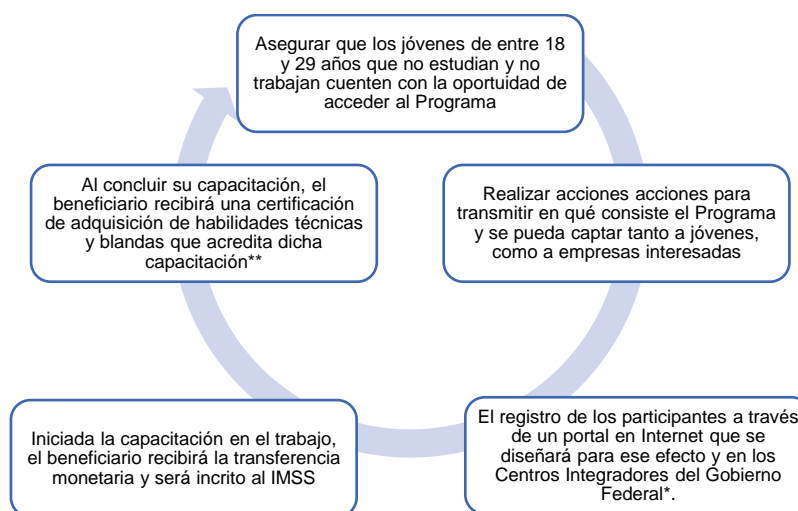 Asegurar que los jóvenes de entre 18
y 29 años que no estudian y no
trabajan cuenten con la oportuidad de
acceder al Programa
Realizar acciones acciones para
transmitir en qué consiste el Programa
y se pueda captar tanto a jóvenes,
como a empresas interesadas
El registro de los participantes a través
de un portal en Internet que se
diseñará para ese efecto y en los
Centros Integradores del Gobierno
Federal*.
Iniciada la capacitación en el trabajo,
el beneficiario recibirá la transferencia
monetaria y será incrito al IMSS
Al concluir su capacitación, el
beneficiario recibirá una certificación
de adquisición de habilidades técnicas
y blandas que acredita dicha
capacitación**